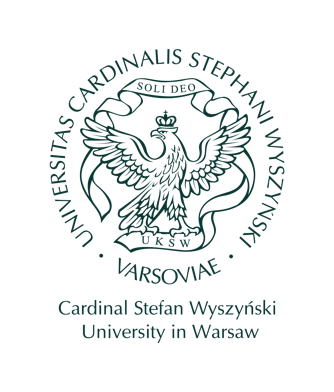 UNIVERSITAS CARDINALIS STEPHANI WYSZYŃSKI
SOLI DEO
UKSW
• VARSOVIAE •
Cardinal Stefan Wyszyński
University in Warsaw